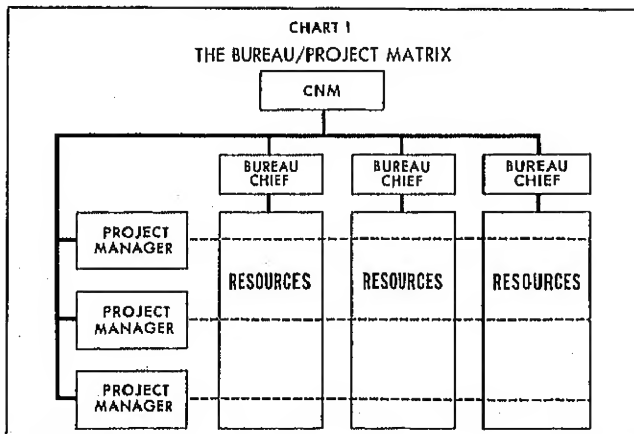 CHART 1
THE BUREAU/PROJECT MATRIX
CNM
BUREAU
CHIEF
BUREAU
CHIEF
BUREAU
CHIEF
PROJECT
MANAGER
RESOURCES
RESOURCES
RESOURCES
PROJECT
MANAGER
PROJECT
MANAGER